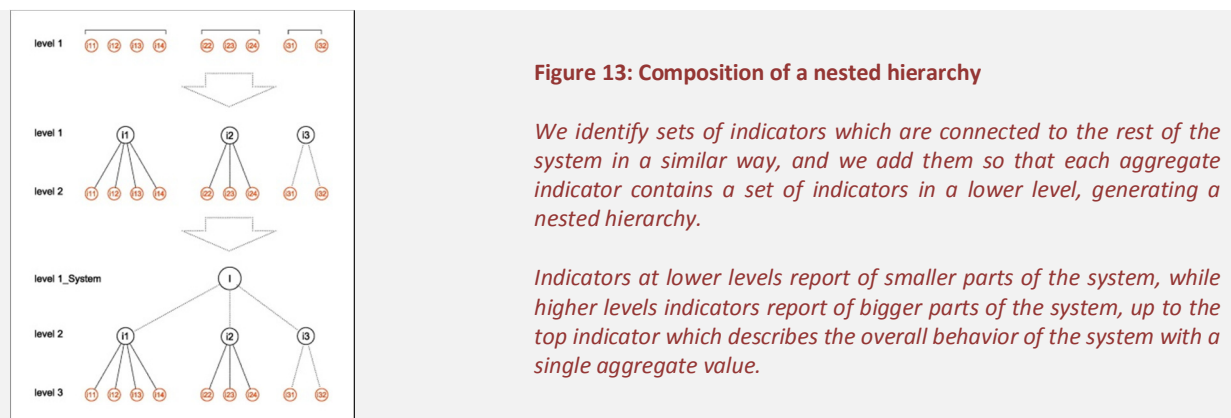 level 1 i11 i12 i13 i14 i22 i23 i24 i31 i32
level 1 i1 i2 i3
level 2 i11 i12 i13 i14 i22 i23 i24 i31 i32
level 1_System I
level 2 i1 i2 i3
level 3 i11 i12 i13 i14 i22 i23 i24 i31 i32
Figure 13: Composition of a nested hierarchy
We identify sets of indicators which are connected to the rest of the
system in a similar way, and we add them so that each aggregate
indicator contains a set of indicators in a lower level, generating a
nested hierarchy.
Indicators at lower levels report of smaller parts of the system, while
higher levels indicators report of bigger parts of the system, up to the
top indicator which describes the overall behavior of the system with a
single aggregate value.